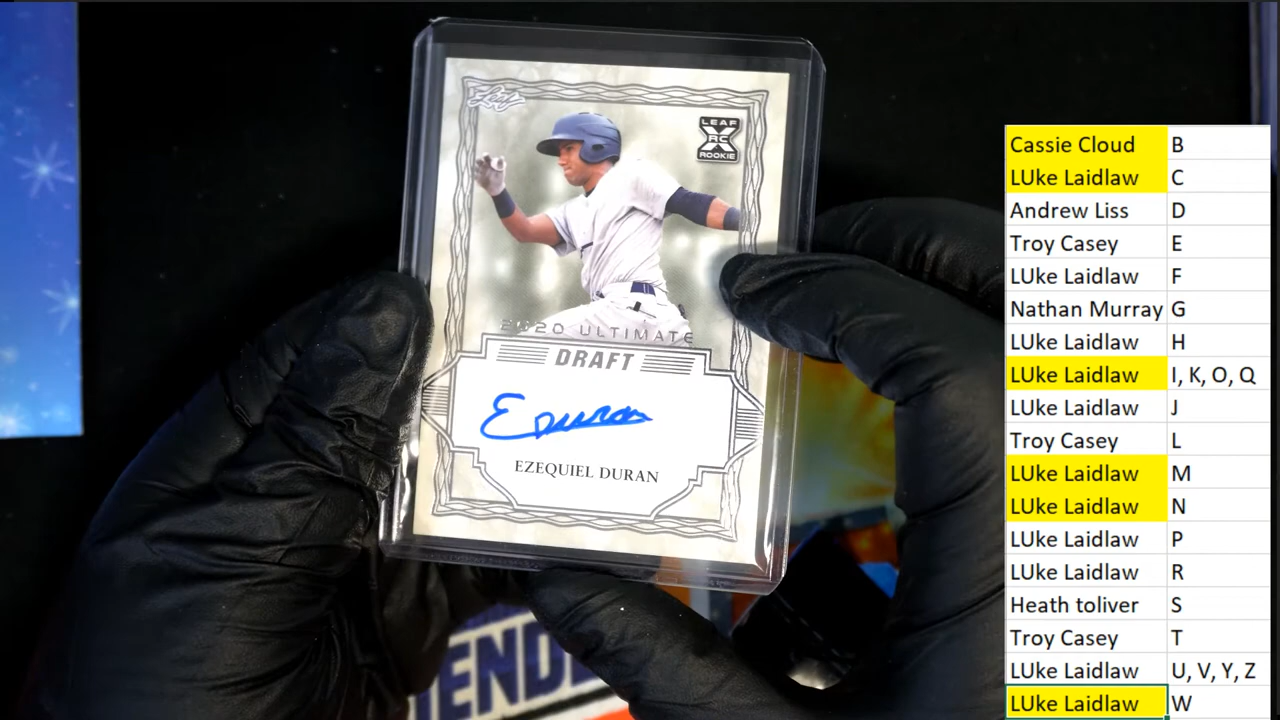 Leaf
LEAF
RC
ROOKIE
2020 ULTIMATE
DRAFT
E Duran
EZEQUIEL DURAN
ENDE
Cassie Cloud B
LUke Laidlaw C
Andrew Liss D
Troy Casey E
LUke Laidlaw F
Nathan Murray G
LUke Laidlaw H
LUke Laidlaw I, K, O, Q
LUke Laidlaw J
Troy Casey L
LUke Laidlaw M
LUke Laidlaw N
LUke Laidlaw P
LUke Laidlaw R
Heath toliver S
Troy Casey T
LUke Laidlaw U, V, Y, Z
LUke Laidlaw W